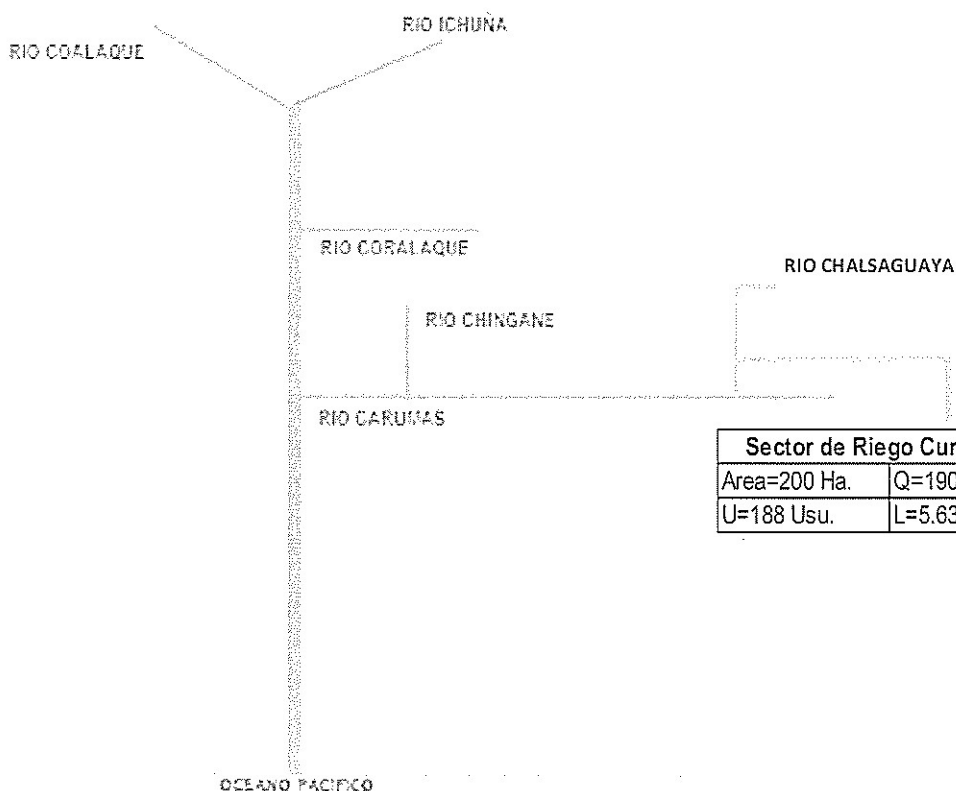 RIO ICHUÑA
RIO COALAQUE
RIO CORALAQUE
RIO CHALSAGUAYA
RIO CHINGANE
RIO CARUMAS
Sector de Riego Cur
Area=200 Ha. Q=190
U=188 Usu. L=5.63
OCEANO PACIFICO